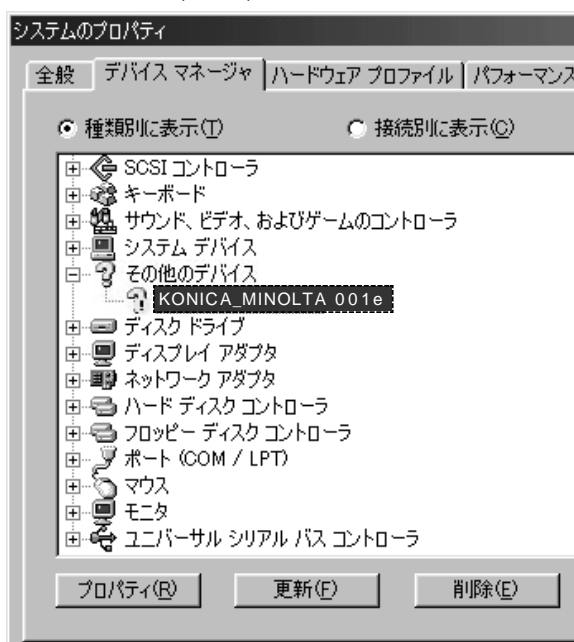 システムのプロパティ
全般 デバイス マネージャ ハードウェア プロファイル パフォーマンス
種類別に表示(T) 接続別に表示(C)
SCSI コントローラ
キーボード
サウンド、ビデオ、およびゲームのコントローラ
システム デバイス
その他のデバイス
KONICA_MINOLTA 001e
ディスク ドライブ
ディスプレイ アダプタ
ネットワーク アダプタ
ハード ディスク コントローラ
フロッピー ディスク コントローラ
ポート (COM / LPT)
マウス
モニタ
ユニバーサル シリアル バス コントローラ
プロパティ(R) 更新(F) 削除(E)